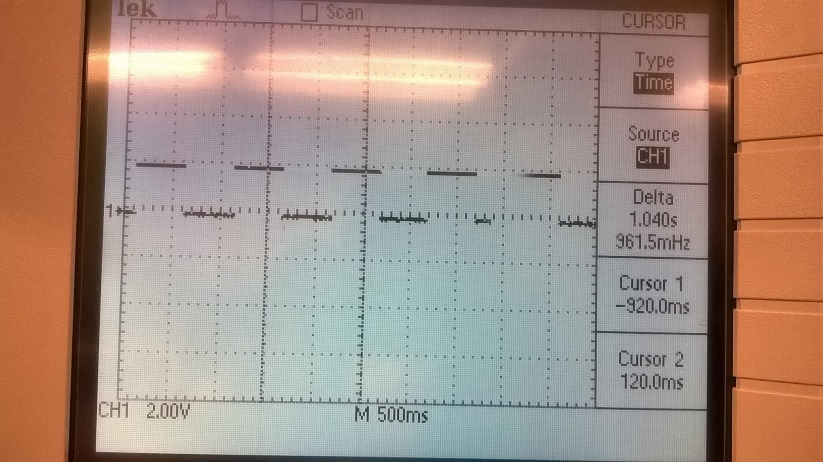 Tek
Scan
CURSOR
Type
Time
Source
CH1
Delta
1.040s
961.5mHz
Cursor 1
−920.0ms
Cursor 2
120.0ms
1
CH1 2.00V
M 500ms